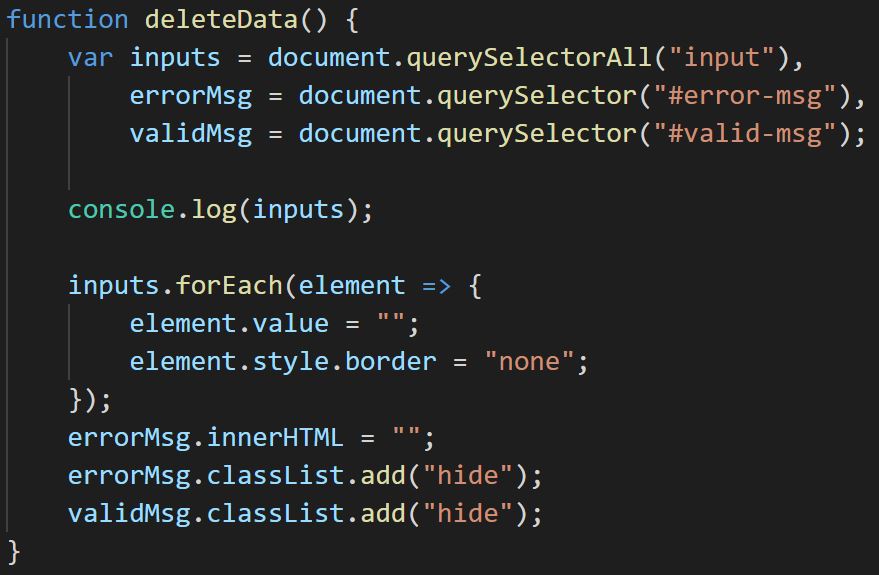 function deleteData() {
    var inputs = document.querySelectorAll("input"),
        errorMsg = document.querySelector("#error-msg"),
        validMsg = document.querySelector("#valid-msg");

    console.log(inputs);

    inputs.forEach(element => {
        element.value = "";
        element.style.border = "none";
    });
    errorMsg.innerHTML = "";
    errorMsg.classList.add("hide");
    validMsg.classList.add("hide");
}